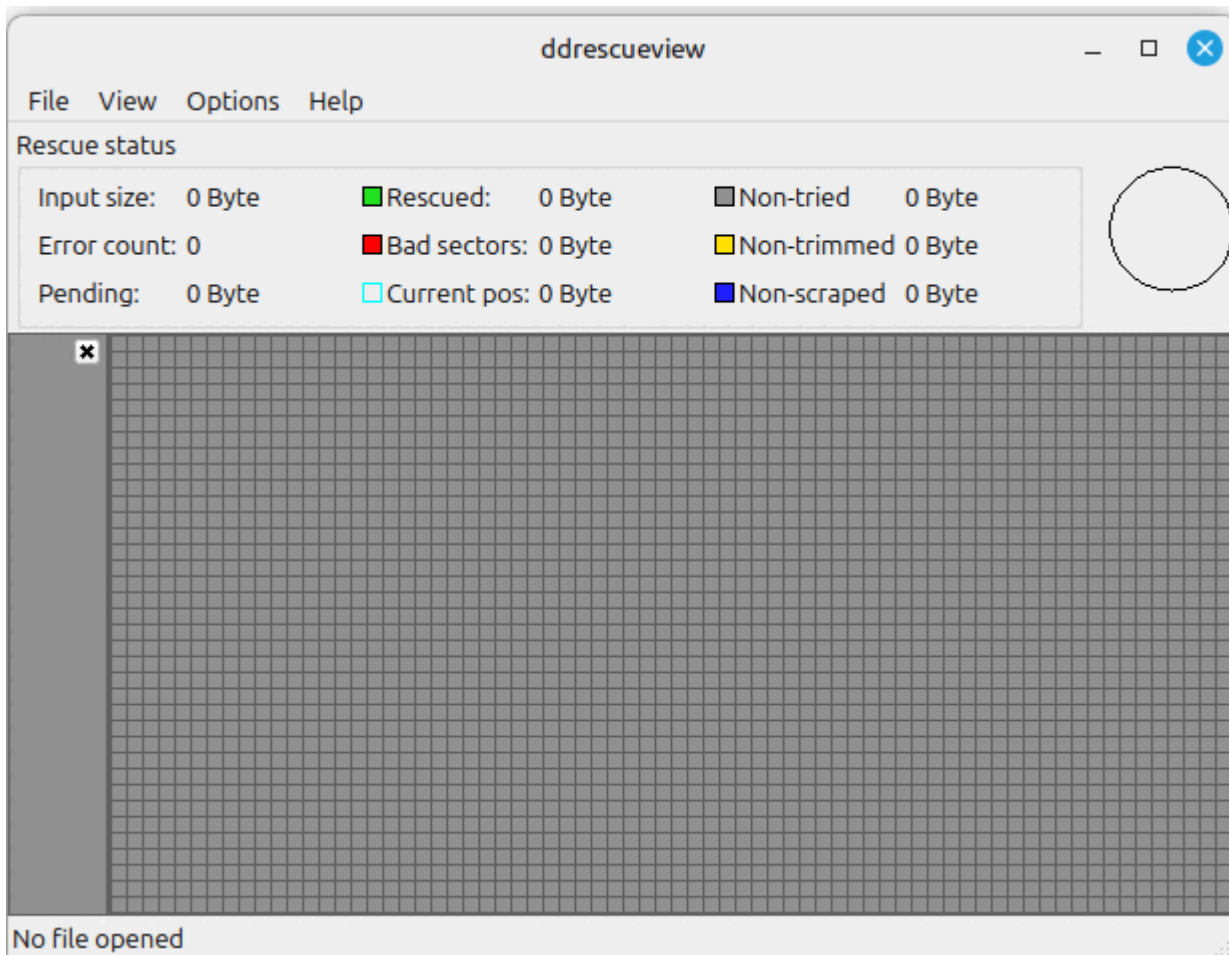 ddrescueview
File View Options Help
Rescue status
Input size: 0 Byte Rescued: 0 Byte Non-tried 0 Byte
Error count: 0 Bad sectors: 0 Byte Non-trimmed 0 Byte
Pending: 0 Byte Current pos: 0 Byte Non-scraped 0 Byte
No file opened